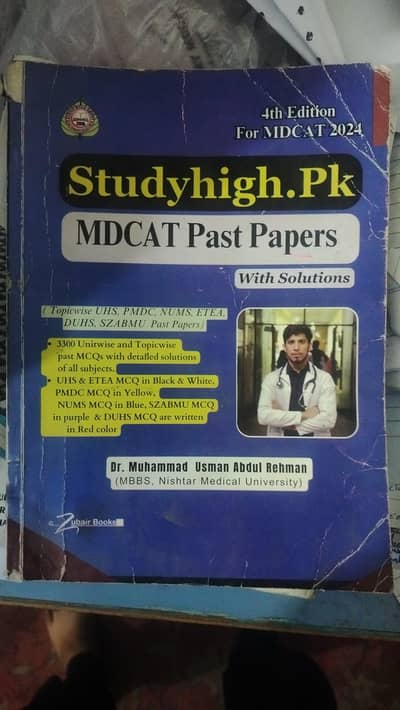 4th Edition
For MDCAT 2024
Studyhigh.Pk
MDCAT Past Papers
With Solutions
( Topicwise UHS, PMDC, NUMS, ETEA,
DUHS, SZABMU Past Papers)
• 3300 Unitwise and Topicwise
past MCQs with detailed solutions
of all subjects.
• UHS & ETEA MCQ in Black & White,
PMDC MCQ in Yellow,
NUMS MCQ in Blue, SZABMU MCQ
in purple & DUHS MCQ are written
in Red color
Dr. Muhammad Usman Abdul Rehman
(MBBS, Nishtar Medical University)
Zubair Books